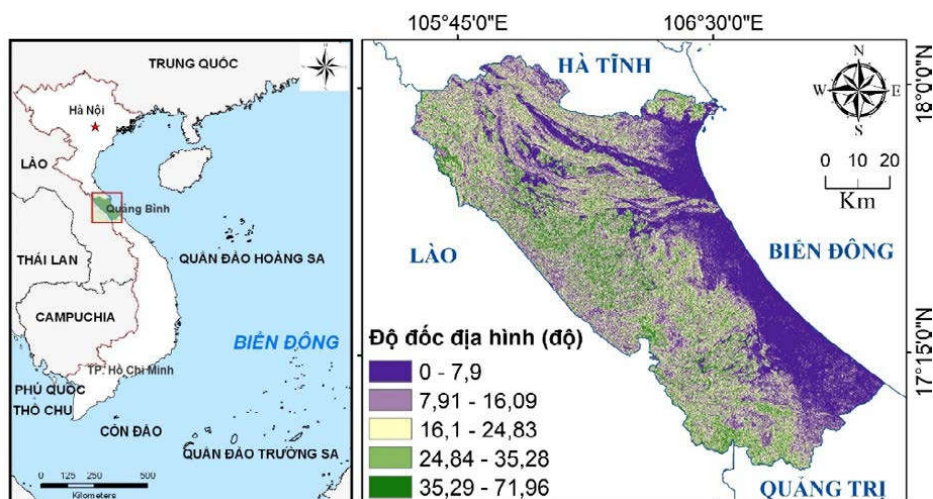 TRUNG QUỐC
Hà Nội
LÀO
Quảng Bình
THÁI LAN
QUẦN ĐẢO HOÀNG SA
CAMPUCHIA
BIỂN ĐÔNG
TP. Hồ Chí Minh
PHÚ QUỐC
THỔ CHU
CÔN ĐẢO
QUẦN ĐẢO TRƯỜNG SA
0 125 250 500
Kilometers
105°45'0"E 106°30'0"E
HÀ TĨNH
N
W E
S
18°0'0"N
0 10 20
Km
LÀO
BIỂN ĐÔNG
17°15'0"N
Độ đốc địa hình (độ)
0 - 7,9
7,91 - 16,09
16,1 - 24,83
24,84 - 35,28
35,29 - 71,96
QUẢNG TRỊ